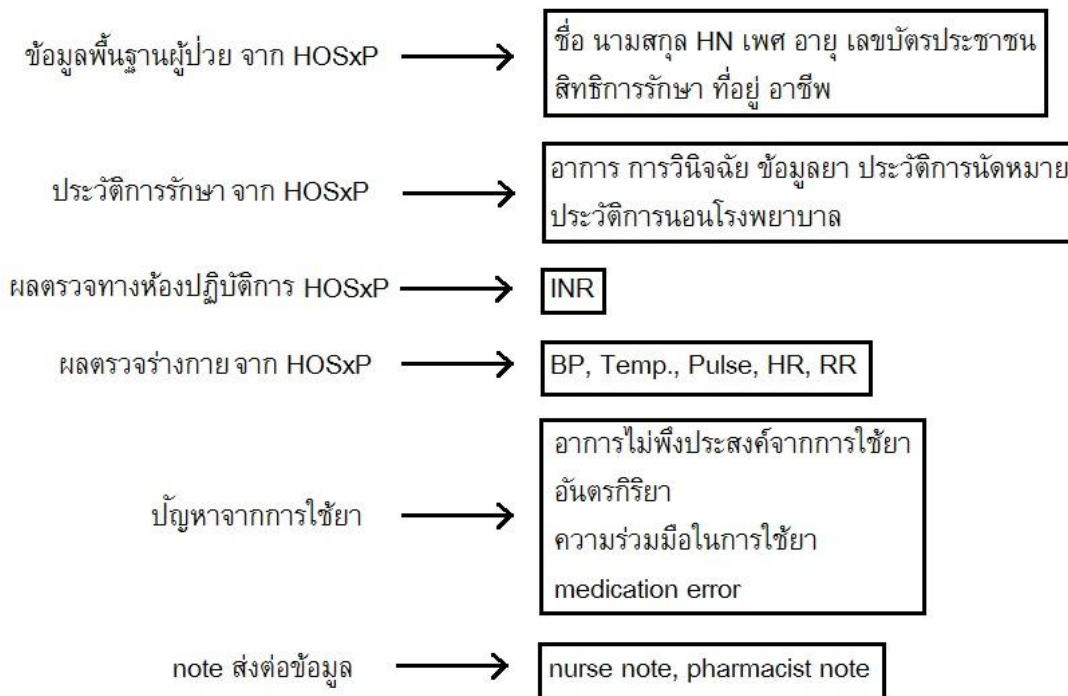 ข้อมูลพื้นฐานผู้ป่วย จาก HOSxP
ชื่อ นามสกุล HN เพศ อายุ เลขบัตรประชาชน
สิทธิการรักษา ที่อยู่ อาชีพ
ประวัติการรักษา จาก HOSxP
อาการ การวินิจฉัย ข้อมูลยา ประวัติการนัดหมาย
ประวัติการนอนโรงพยาบาล
ผลตรวจทางห้องปฏิบัติการ HOSxP
INR
ผลตรวจร่างกาย จาก HOSxP
BP, Temp., Pulse, HR, RR
ปัญหาจากการใช้ยา
อาการไม่พึงประสงค์จากการใช้ยา
อันตรกิริยา
ความร่วมมือในการใช้ยา
medication error
note ส่งต่อข้อมูล
nurse note, pharmacist note